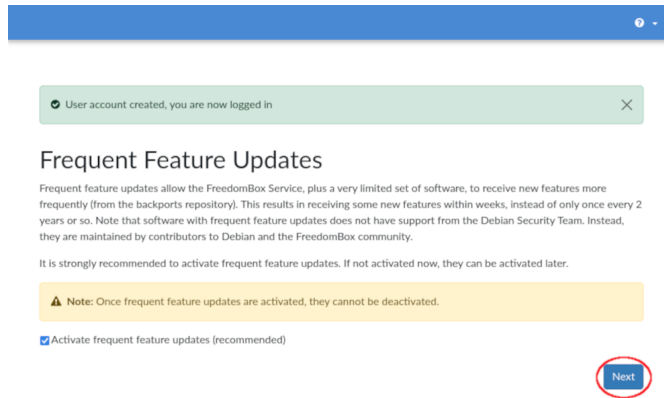 User account created, you are now logged in
Frequent Feature Updates
Frequent feature updates allow the FreedomBox Service, plus a very limited set of software, to receive new features more
frequently (from the backports repository). This results in receiving some new features within weeks, instead of only once every 2
years or so. Note that software with frequent feature updates does not have support from the Debian Security Team. Instead,
they are maintained by contributors to Debian and the FreedomBox community.
It is strongly recommended to activate frequent feature updates. If not activated now, they can be activated later.
Note: Once frequent feature updates are activated, they cannot be deactivated.
Activate frequent feature updates (recommended)
Next